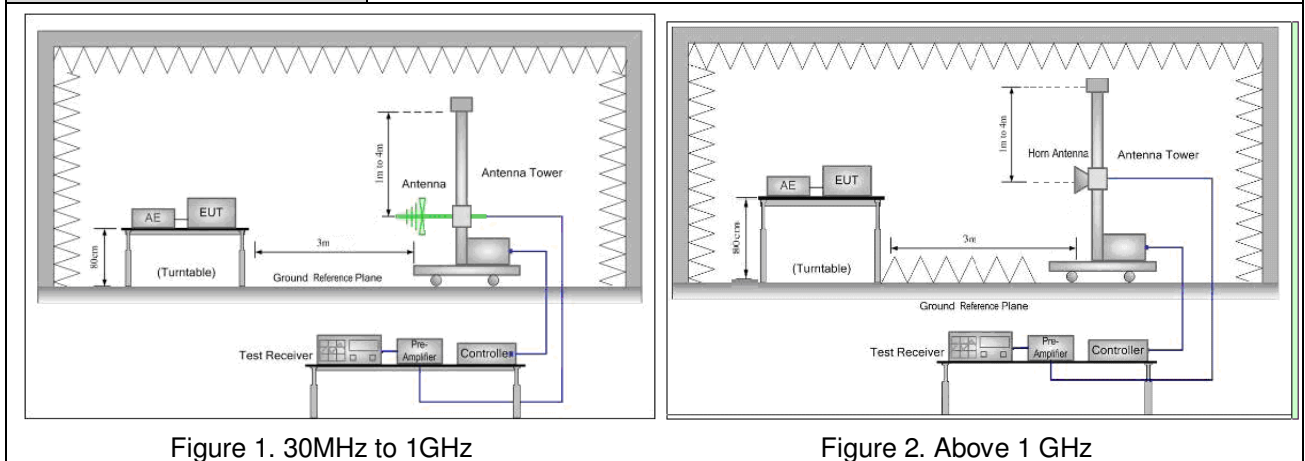 1m to 4m
Antenna
Antenna Tower
AE
EUT
80cm
(Turntable)
3m
Ground Reference Plane
Test Receiver
Pre-
Amplifier
Controller
Figure 1. 30MHz to 1GHz
1m to 4m
Horn Antenna
Antenna Tower
AE
EUT
80cm
(Turntable)
3m
Ground Reference Plane
Test Receiver
Pre-
Amplifier
Controller
Figure 2. Above 1 GHz